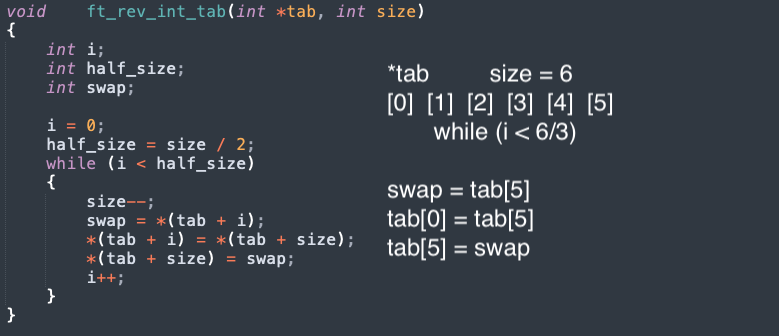 void    ft_rev_int_tab(int *tab, int size)
{
    int i;
    int half_size;
    int swap;
    i = 0;
    half_size = size / 2;
    while (i < half_size)
    {
        size--;
        swap = *(tab + i);
        *(tab + i) = *(tab + size);
        *(tab + size) = swap;
        i++;
    }
}
*tab size = 6
[0] [1] [2] [3] [4] [5]
while (i < 6/3)
swap = tab[5]
tab[0] = tab[5]
tab[5] = swap